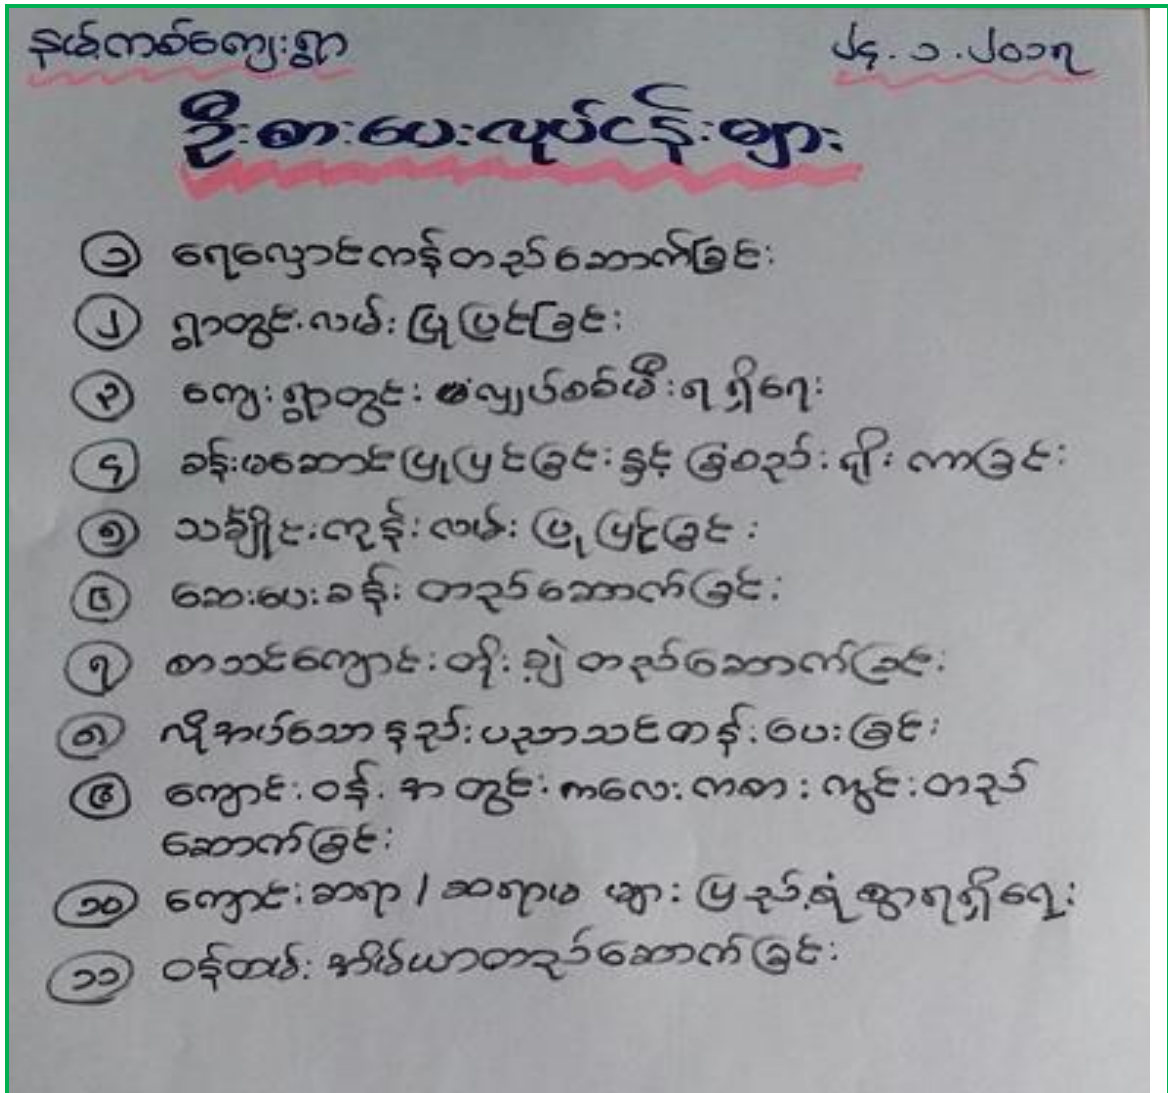 နယ့်ကစ်ကျေးရွာ
၂၄.၁.၂၀၁၇
ဦးစားပေးလုပ်ငန်းများ
၁ ရေလှောင်ကန်တည်ဆောက်ခြင်း
၂ ရွာတွင်းလမ်းပြုပြင်ခြင်း
၃ ကျေးရွာတွင်း မီးလျှပ်စစ်မီးရရှိရေး
၄ ခန်းမဆောင်ပြုပြင်ခြင်းနှင့် ခြံစည်းရိုးကာခြင်း
၅ သင်္ချိုင်းကုန်းလမ်းပြုပြင်ခြင်း
၆ ဆေးပေးခန်း တည်ဆောက်ခြင်း
၇ စာသင်ကျောင်းတိုးချဲ့တည်ဆောက်ခြင်း
၈ လိုအပ်သောနည်းပညာသင်တန်းပေးခြင်း
၉ ကျောင်းဝန်းအတွင်းကလေးကစားကွင်းတည်
ဆောက်ခြင်း
၁၀ ကျောင်းဆရာ/ဆရာမ များ ပြည့်စုံစွာရရှိရေး
၁၁ ဝန်ထမ်းအိမ်ယာတည်ဆောက်ခြင်း